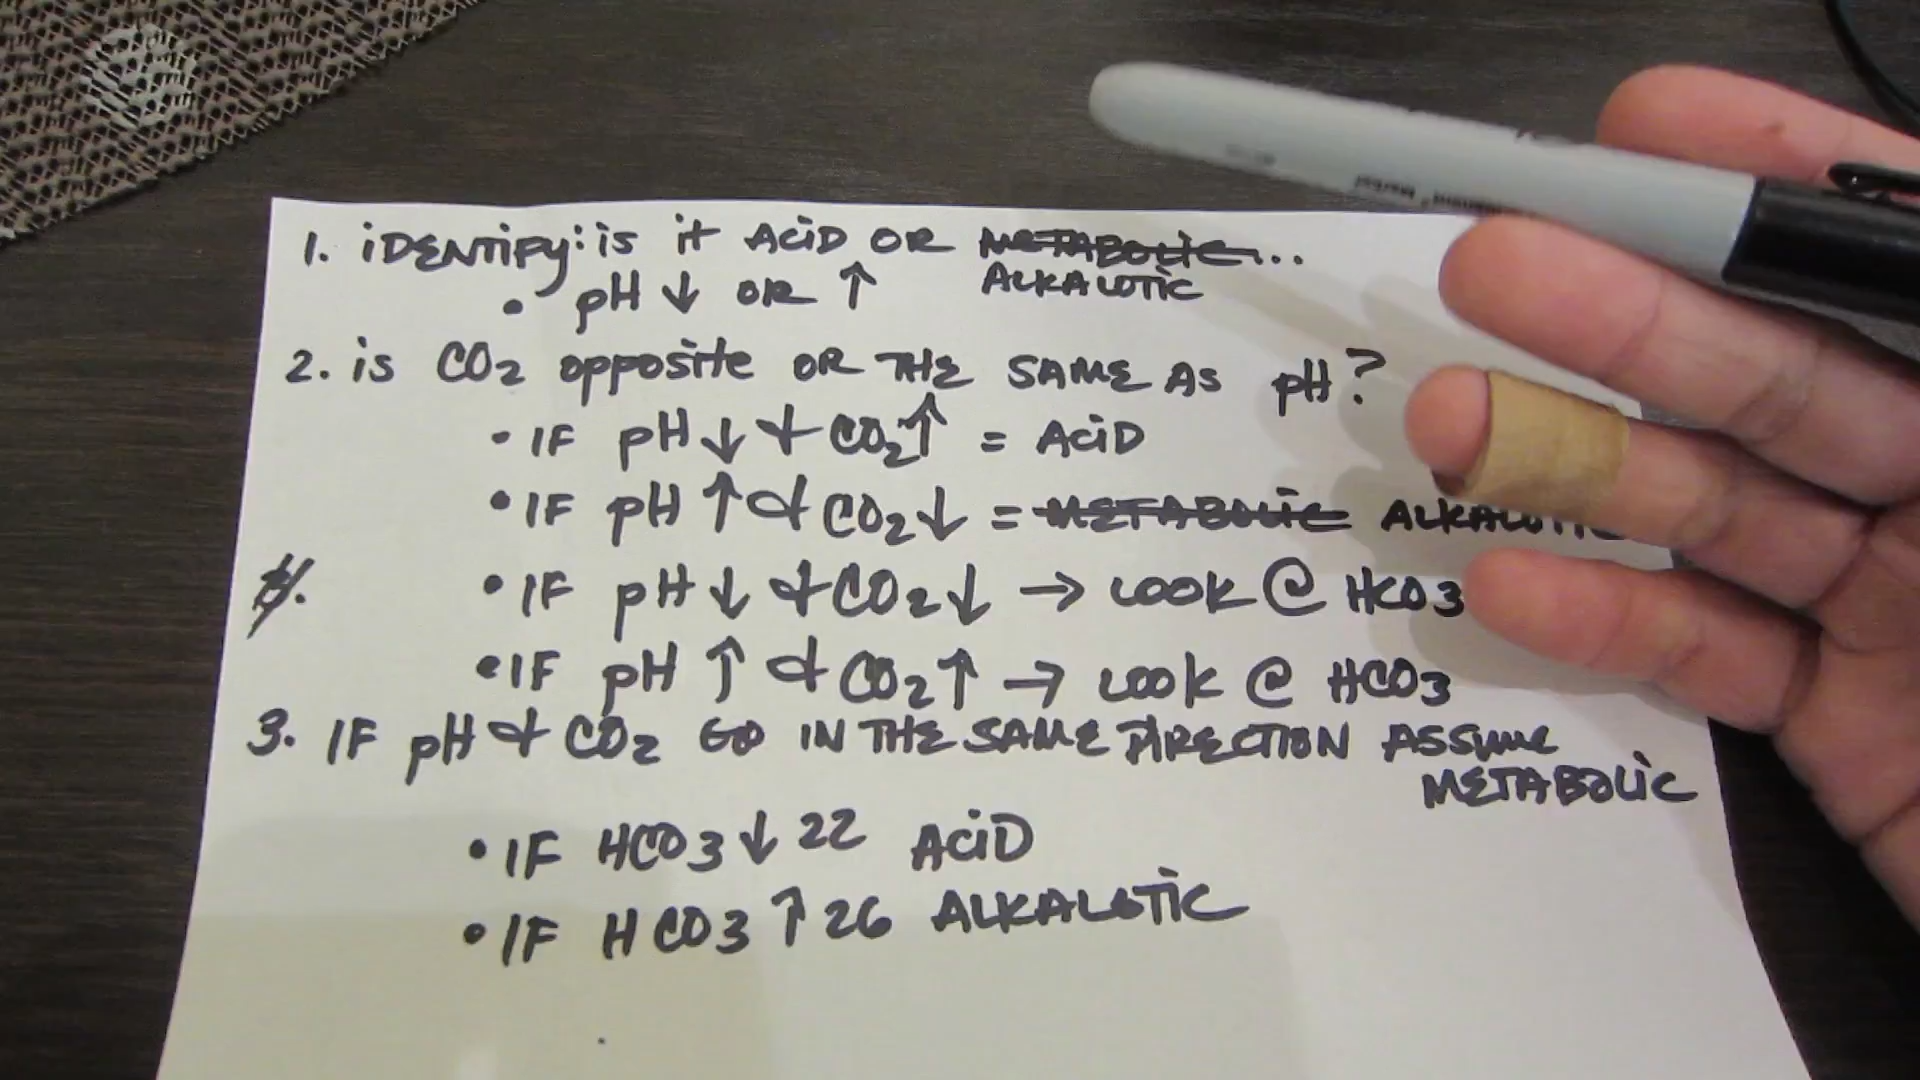 1. iDENTiFy: is it ACiD OR METABOLiC...
ALKALOTiC
• pH ↓ OR ↑
2. is CO2 opposite OR THE SAME AS pH?
• IF pH ↓ & CO2 ↑ = ACiD
• IF pH ↑ & CO2 ↓ = METABOLiC ALKALOTiC
• IF pH ↓ & CO2 ↓ → LOOK @ HCO3
• IF pH ↑ & CO2 ↑ → LOOK @ HCO3
3. IF pH & CO2 GO IN THE SAME DIRECTION ASSUME
METABOLiC
• IF HCO3 ↓ 22 ACiD
• IF HCO3 ↑ 26 ALKALOTiC